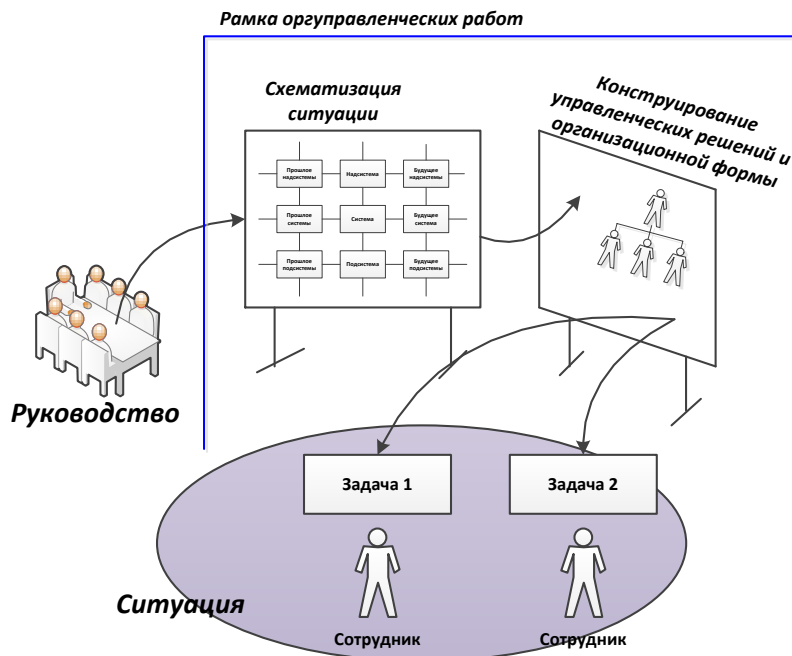 Рамка оргуправленческих работ
Схематизация
ситуации
Конструирование
управленческих решений и
организационной формы
Прошлое
надсистемы
Надсистема
Будущее
надсистемы
Прошлое
системы
Система
Будущее
система
Прошлое
подсистемы
Подсистема
Будущее
подсистемы
Руководство
Задача 1
Задача 2
Ситуация
Сотрудник
Сотрудник